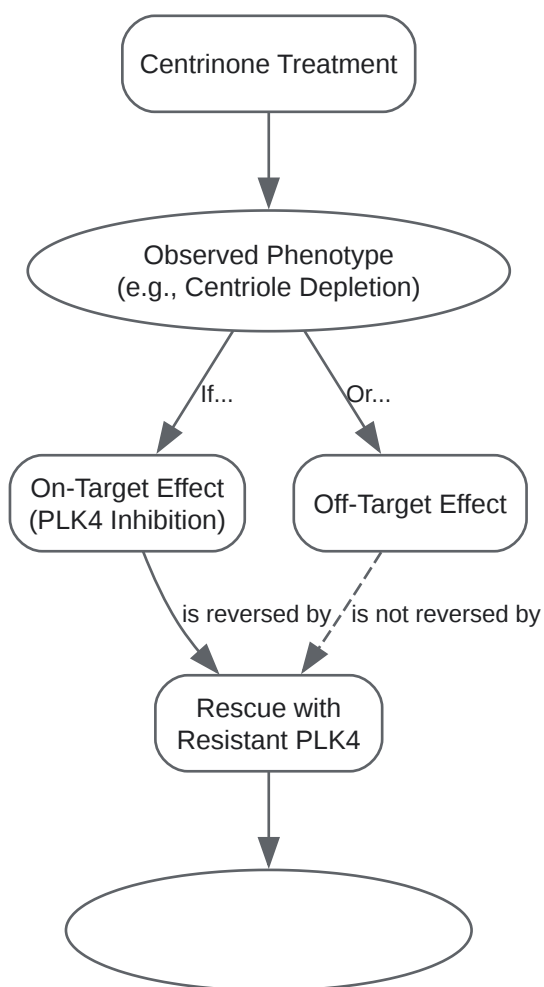 Centrinone Treatment
Observed Phenotype
(e.g., Centriole Depletion)
If...
Or...
On-Target Effect
(PLK4 Inhibition)
Off-Target Effect
is reversed by
is not reversed by
Rescue with
Resistant PLK4